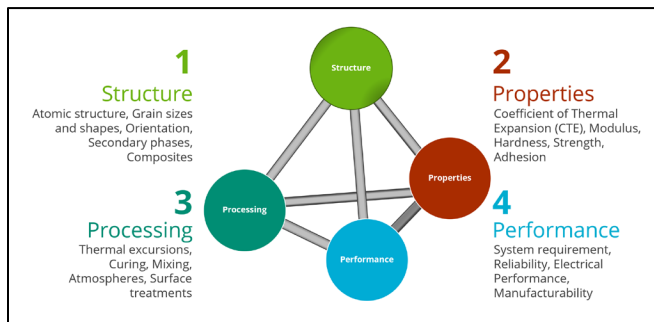 1
Structure
Atomic structure, Grain sizes
and shapes, Orientation,
Secondary phases,
Composites
Structure
2
Properties
Coefficient of Thermal
Expansion (CTE), Modulus,
Hardness, Strength,
Adhesion
Properties
3
Processing
Thermal excursions,
Curing, Mixing,
Atmospheres, Surface
treatments
Processing
Performance
4
Performance
System requirement,
Reliability, Electrical
Performance,
Manufacturability